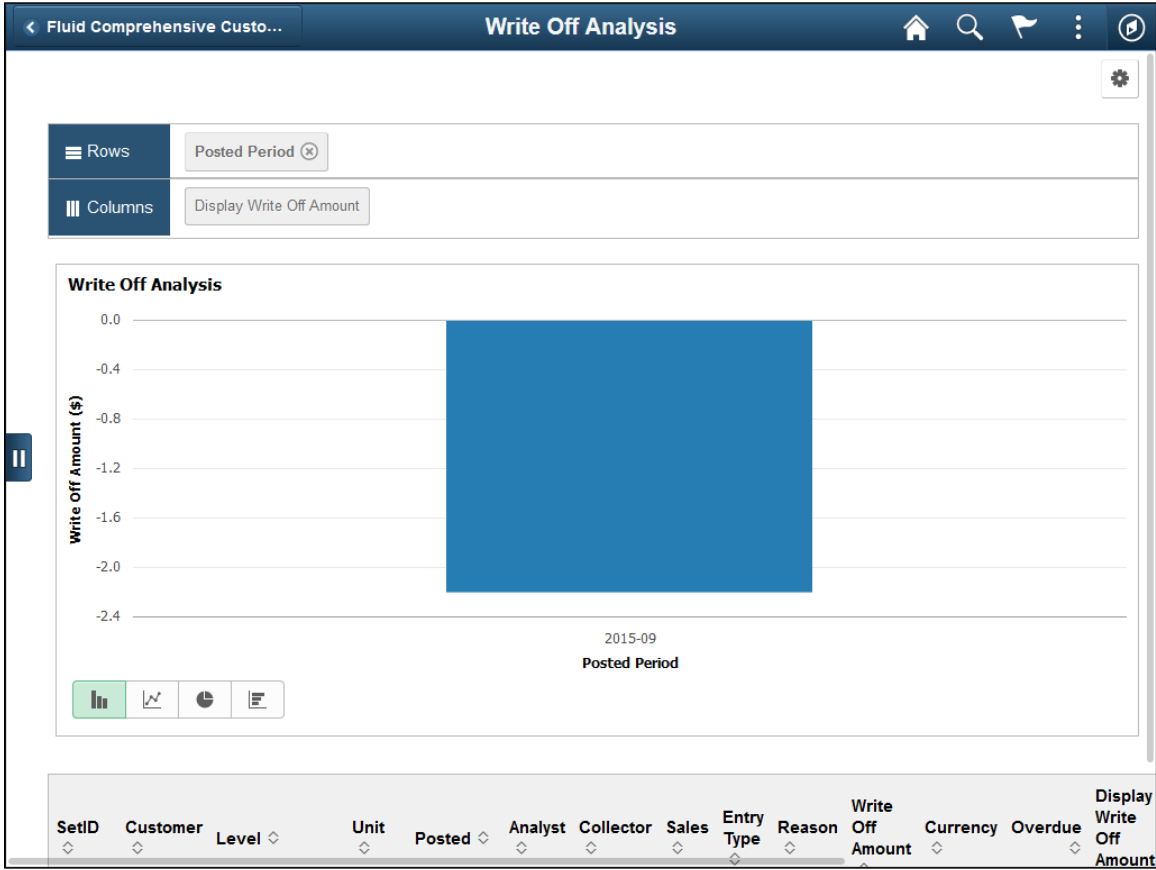 Fluid Comprehensive Custo...
Write Off Analysis
Rows
Posted Period
Columns
Display Write Off Amount
Write Off Analysis
0.0
-0.4
-0.8
-1.2
-1.6
-2.0
-2.4
Write Off Amount ($)
2015-09
Posted Period
SetID
Customer
Level
Unit
Posted
Analyst
Collector
Sales
Entry
Type
Reason
Write
Off
Amount
Currency
Overdue
Display
Write
Off
Amount